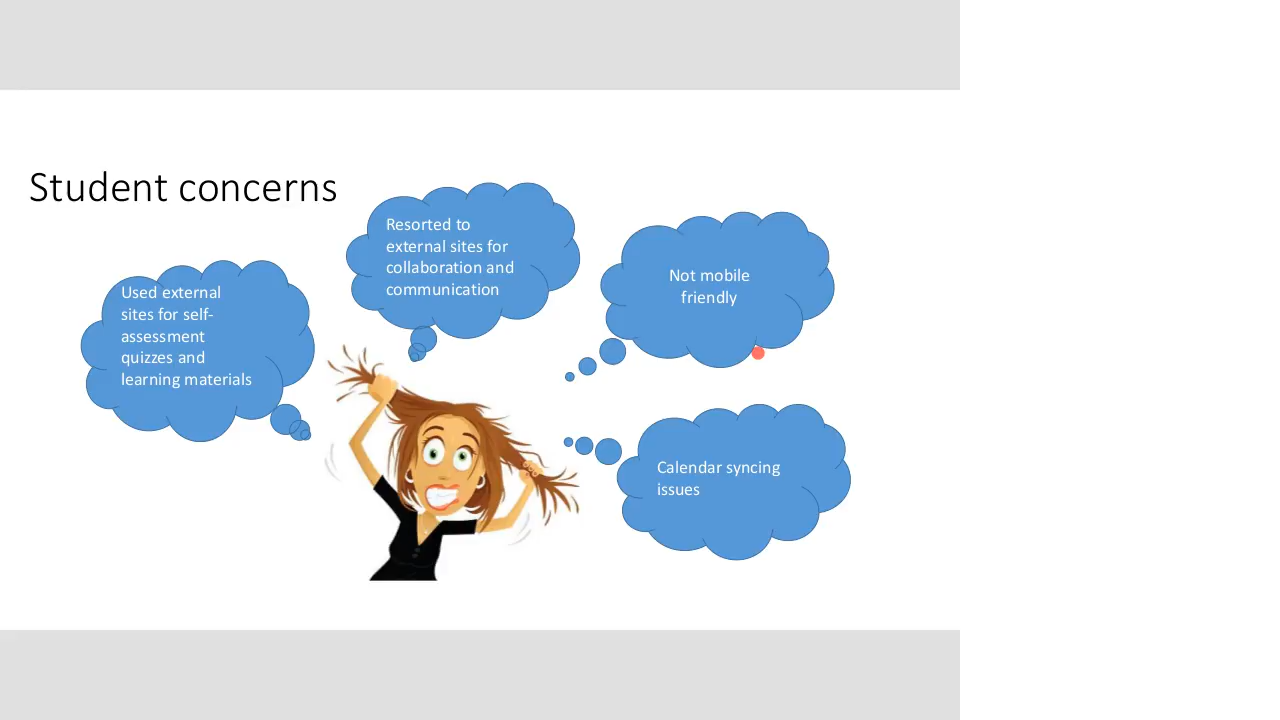 Student concerns
Used external
sites for self-
assessment
quizzes and
learning materials
Resorted to
external sites for
collaboration and
communication
Not mobile
friendly
Calendar syncing
issues